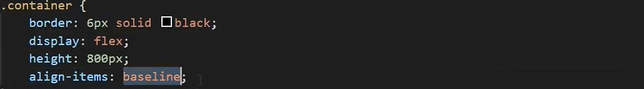 .container {
border: 6px solid black;
display: flex;
height: 800px;
align-items: baseline;